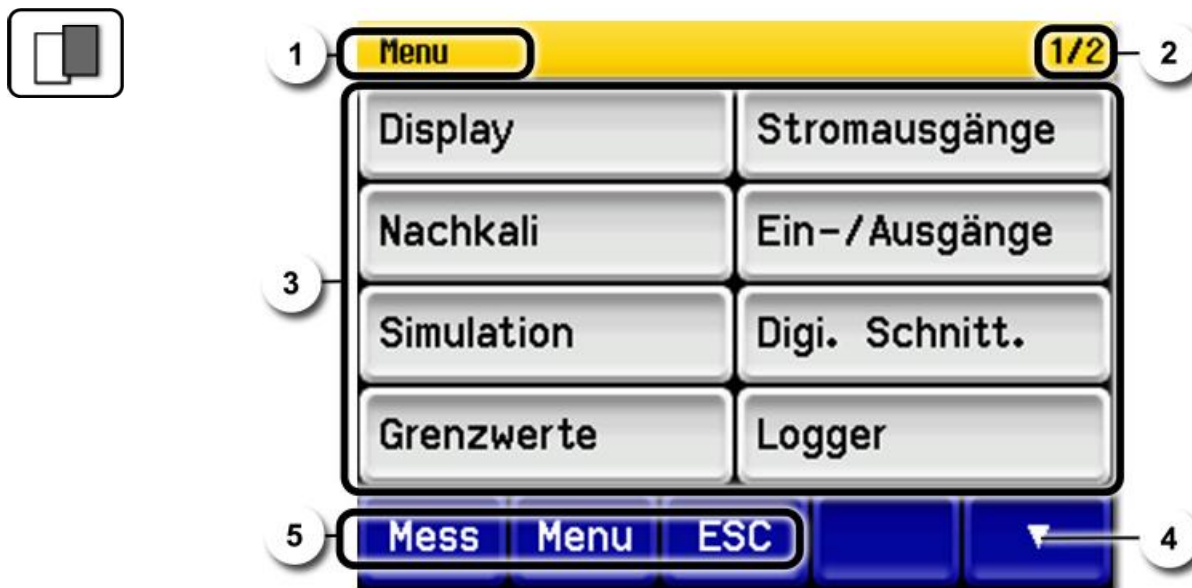 1 Menu 1/2 2
Display Stromausgänge
Nachkali Ein-/Ausgänge
3
Simulation Digi. Schnitt.
Grenzwerte Logger
5 Mess Menu ESC 4